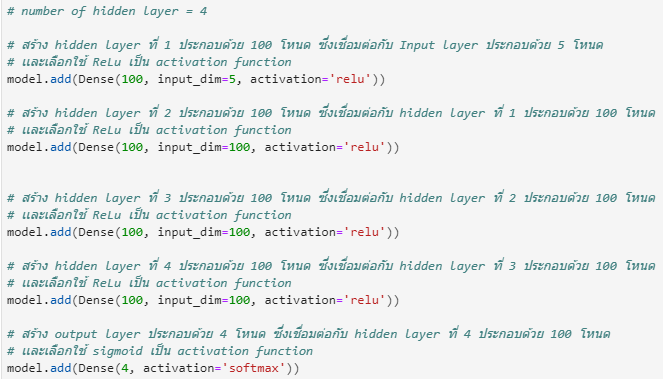 # number of hidden layer = 4
# สร้าง hidden layer ที่ 1 ประกอบด้วย 100 โหนด ซึ่งเชื่อมต่อกับ Input layer ประกอบด้วย 5 โหนด
# และเลือกใช้ ReLu เป็น activation function
model.add(Dense(100, input_dim=5, activation='relu'))
# สร้าง hidden layer ที่ 2 ประกอบด้วย 100 โหนด ซึ่งเชื่อมต่อกับ hidden layer ที่ 1 ประกอบด้วย 100 โหนด
# และเลือกใช้ ReLu เป็น activation function
model.add(Dense(100, input_dim=100, activation='relu'))
# สร้าง hidden layer ที่ 3 ประกอบด้วย 100 โหนด ซึ่งเชื่อมต่อกับ hidden layer ที่ 2 ประกอบด้วย 100 โหนด
# และเลือกใช้ ReLu เป็น activation function
model.add(Dense(100, input_dim=100, activation='relu'))
# สร้าง hidden layer ที่ 4 ประกอบด้วย 100 โหนด ซึ่งเชื่อมต่อกับ hidden layer ที่ 3 ประกอบด้วย 100 โหนด
# และเลือกใช้ ReLu เป็น activation function
model.add(Dense(100, input_dim=100, activation='relu'))
# สร้าง output layer ประกอบด้วย 4 โหนด ซึ่งเชื่อมต่อกับ hidden layer ที่ 4 ประกอบด้วย 100 โหนด
# และเลือกใช้ sigmoid เป็น activation function
model.add(Dense(4, activation='softmax'))